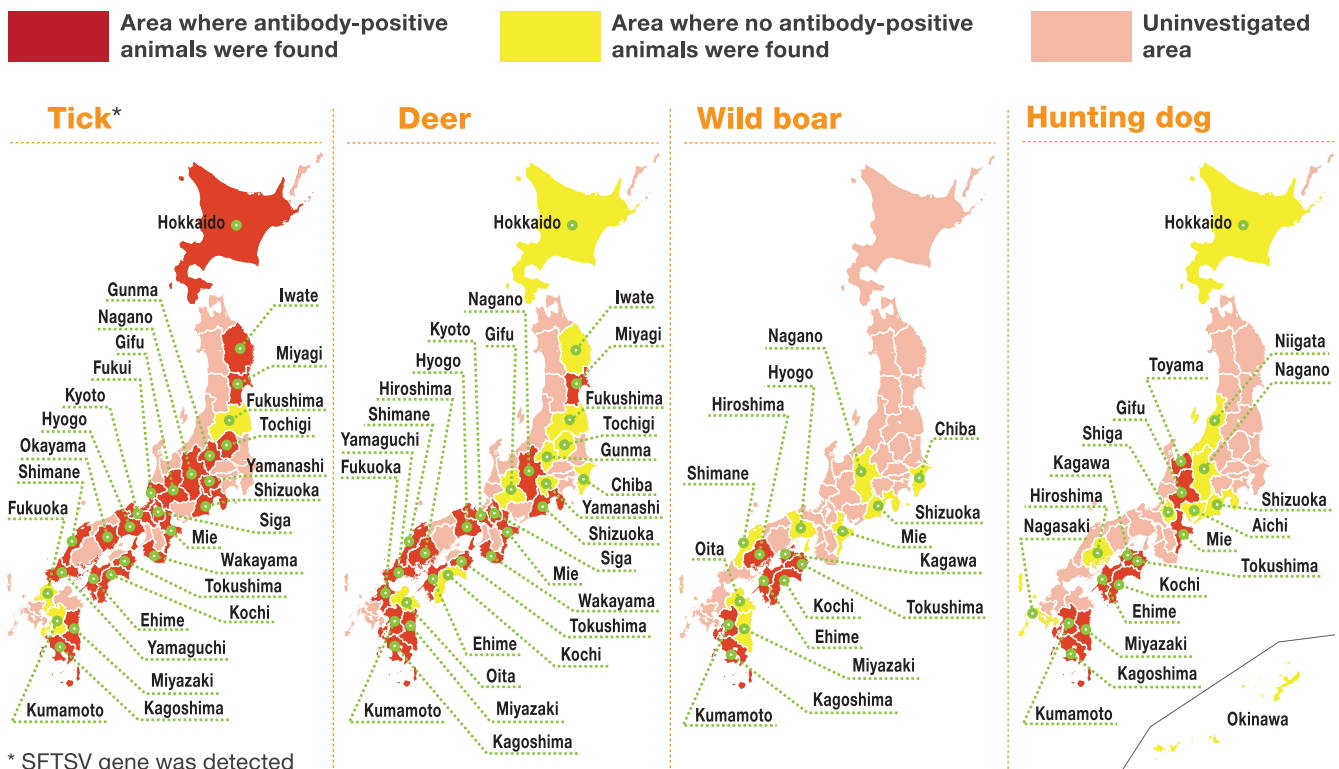 Area where antibody-positive
animals were found
Area where no antibody-positive
animals were found
Uninvestigated
area
Tick*
Hokkaido
Gunma
Nagano
Gifu
Fukui
Kyoto
Hyogo
Okayama
Shimane
Fukuoka
Iwate
Miyagi
Fukushima
Tochigi
Yamanashi
Shizuoka
Siga
Mie
Wakayama
Tokushima
Kochi
Ehime
Yamaguchi
Miyazaki
Kagoshima
Kumamoto
* SFTSV gene was detected
Deer
Hokkaido
Nagano
Gifu
Kyoto
Hyogo
Hiroshima
Shimane
Yamaguchi
Fukuoka
Iwate
Miyagi
Fukushima
Tochigi
Gunma
Chiba
Yamanashi
Shizuoka
Siga
Mie
Wakayama
Tokushima
Kochi
Ehime
Oita
Miyazaki
Kagoshima
Kumamoto
Wild boar
Nagano
Hyogo
Hiroshima
Shimane
Oita
Chiba
Shizuoka
Mie
Kagawa
Tokushima
Kochi
Ehime
Miyazaki
Kagoshima
Kumamoto
Hunting dog
Hokkaido
Niigata
Toyama
Nagano
Gifu
Shiga
Kagawa
Hiroshima
Nagasaki
Shizuoka
Aichi
Mie
Tokushima
Kochi
Ehime
Miyazaki
Kagoshima
Kumamoto
Okinawa